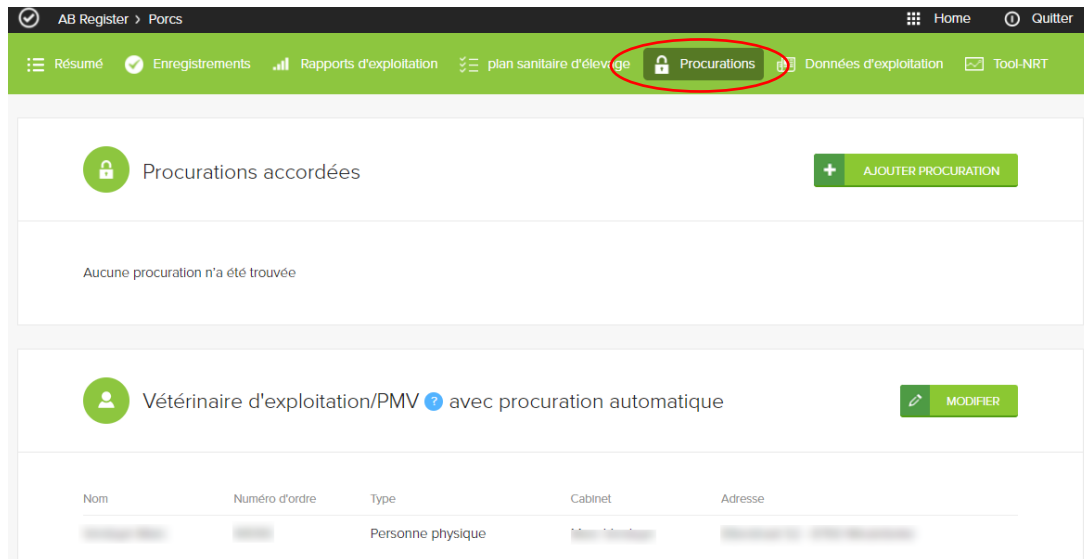 AB Register > Porcs Home Quitter
Résumé Enregistrements Rapports d'exploitation plan sanitaire d'élevage Procurations Données d'exploitation Tool-NRT
Procurations accordées
+ AJOUTER PROCURATION
Aucune procuration n'a été trouvée
Vétérinaire d'exploitation/PMV ? avec procuration automatique
MODIFIER
Nom Numéro d'ordre Type Cabinet Adresse
Personne physique